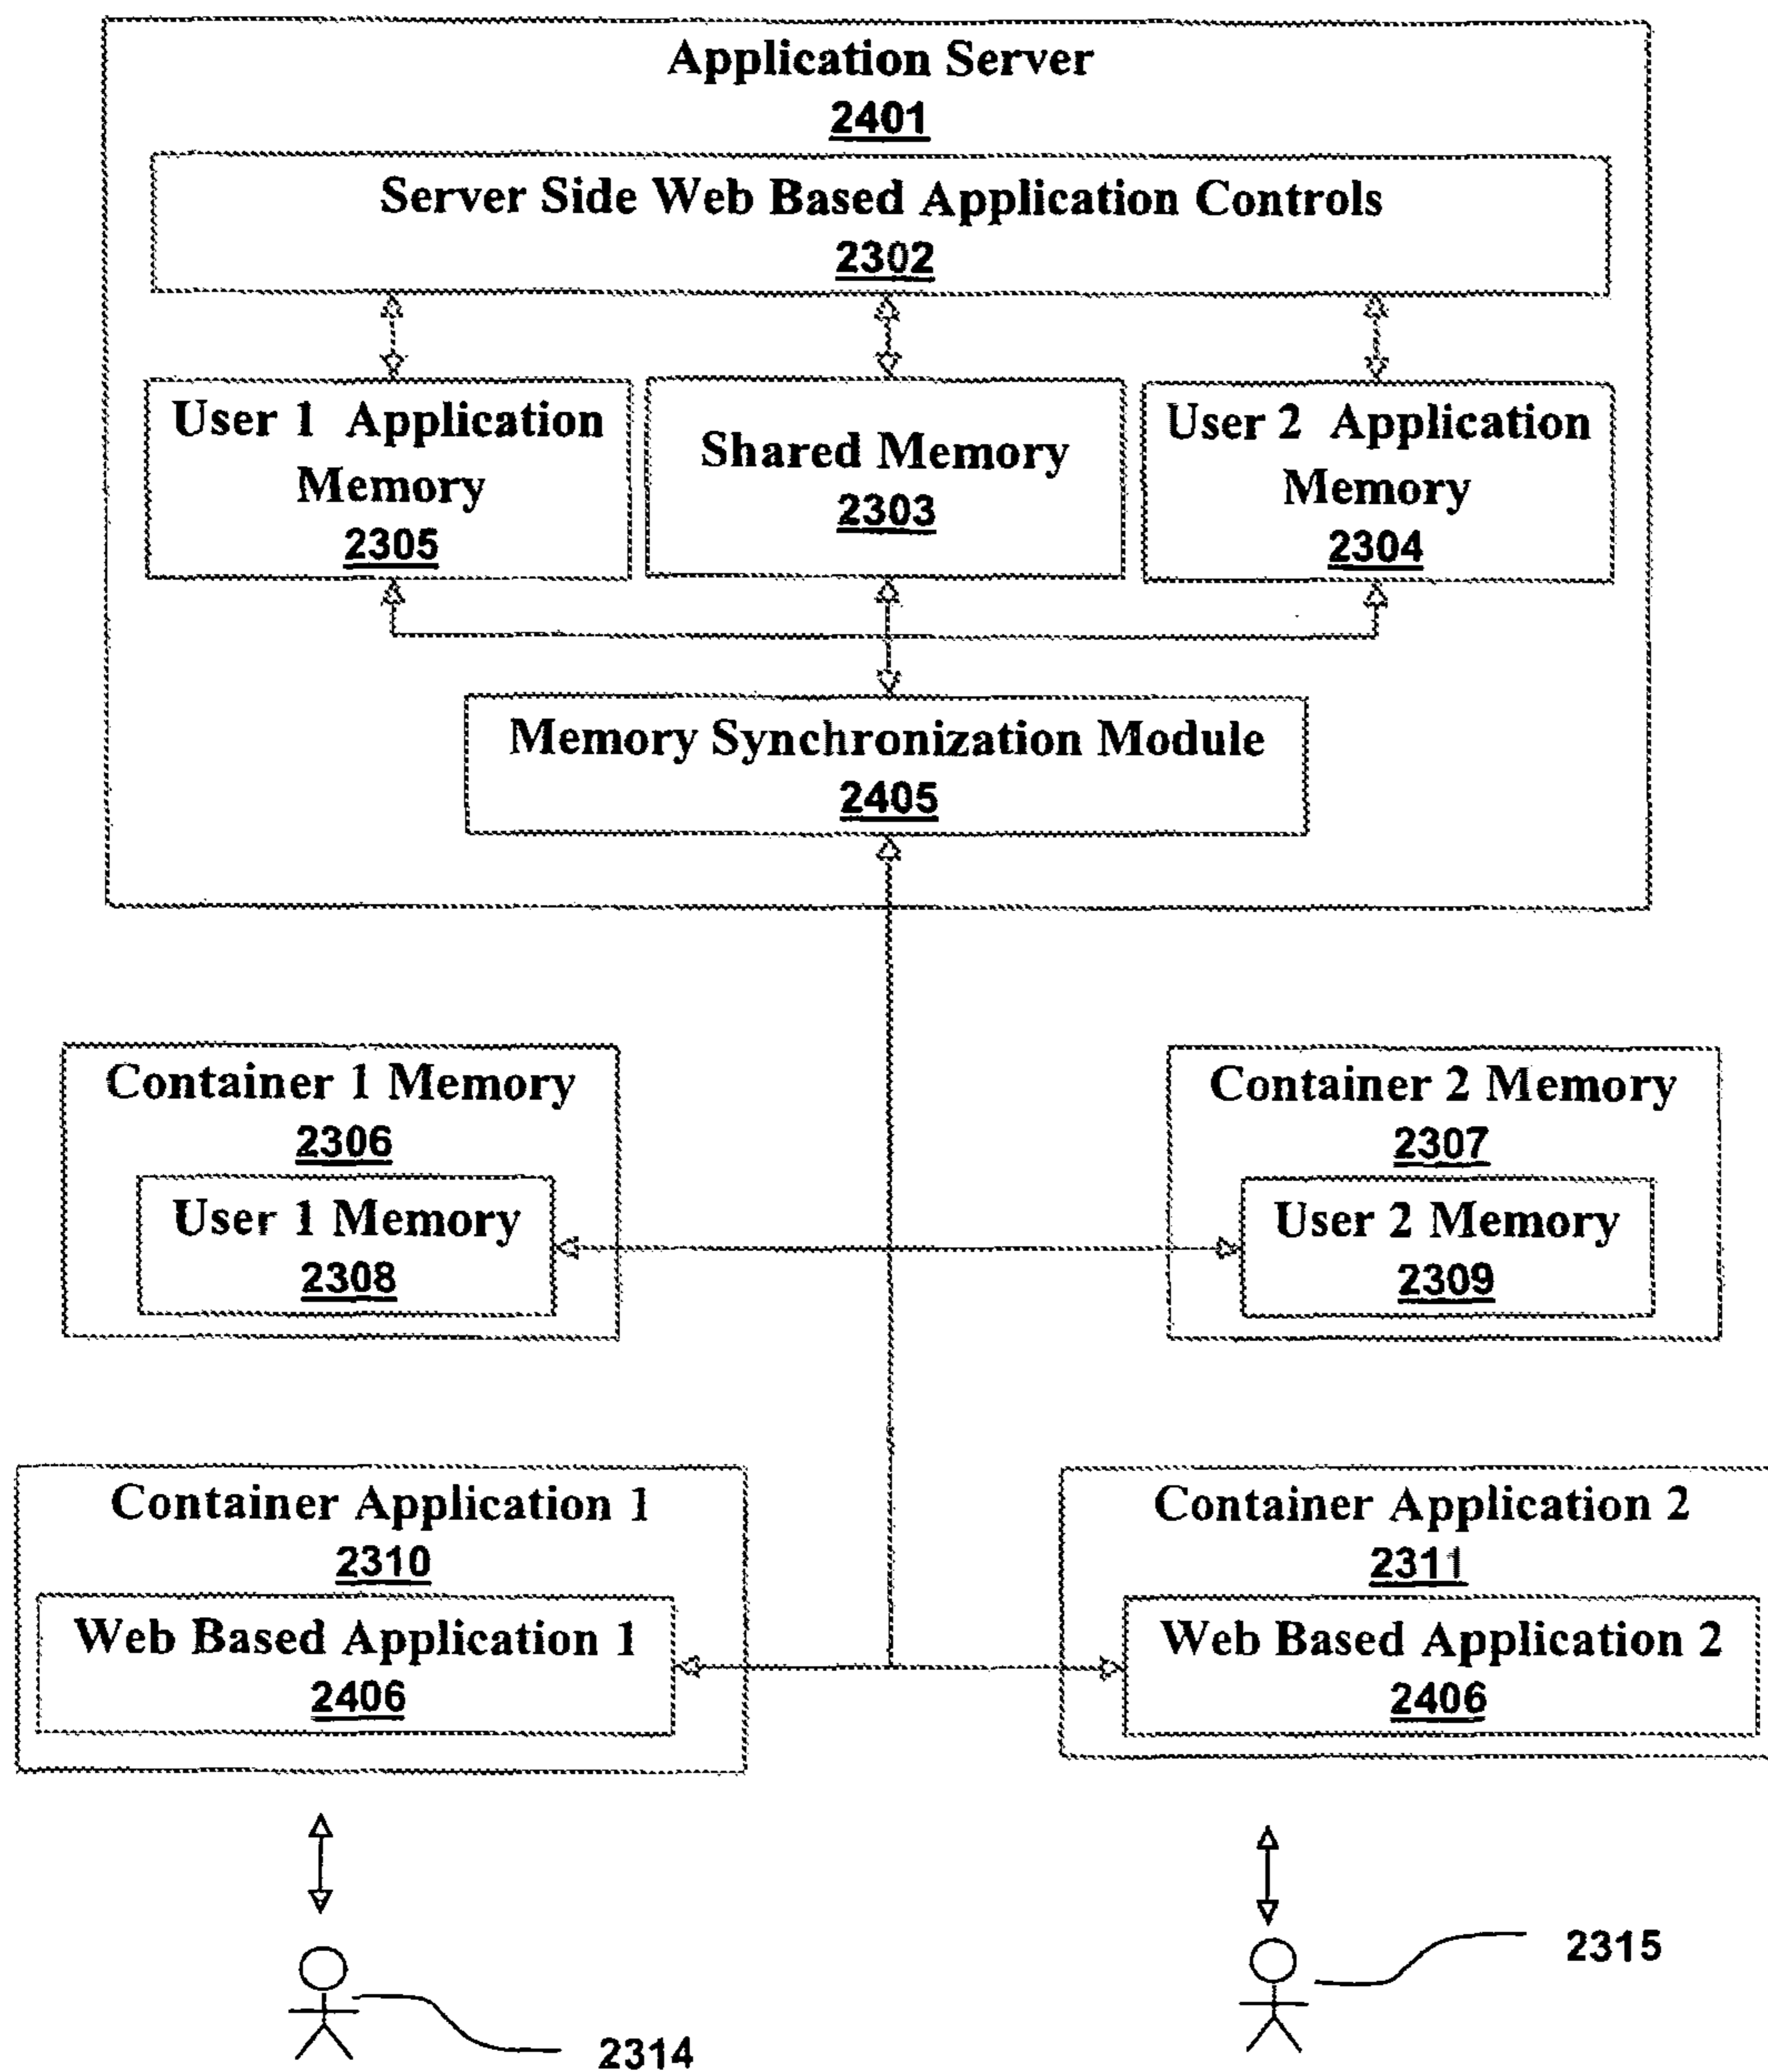 Application Server
2401
Server Side Web Based Application Controls
2302
User 1 Application
Memory
2305
Shared Memory
2303
User 2 Application
Memory
2304
Memory Synchronization Module
2405
Container 1 Memory
2306
User 1 Memory
2308
Container 2 Memory
2307
User 2 Memory
2309
Container Application 1
2310
Web Based Application 1
2406
Container Application 2
2311
Web Based Application 2
2406
2315
2314